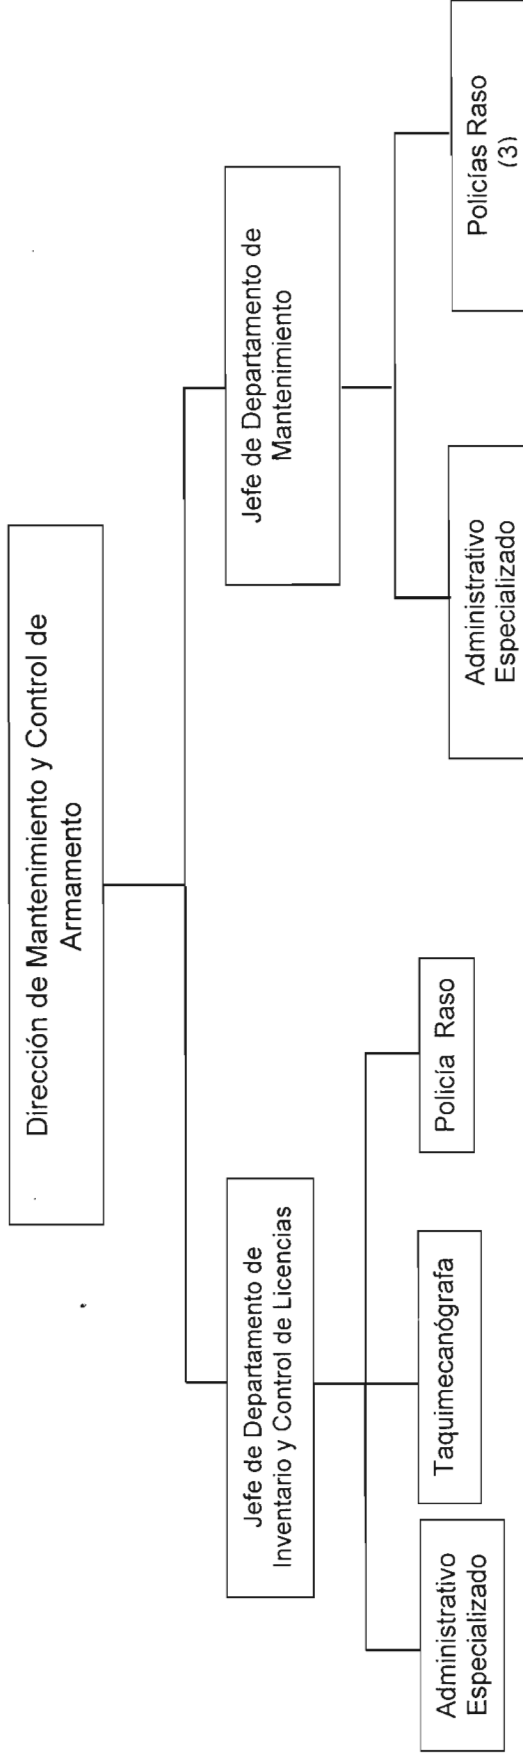 Dirección de Mantenimiento y Control de
Armamento
Jefe de Departamento de
Inventario y Control de Licencias
Jefe de Departamento de
Mantenimiento
Administrativo
Especializado
Taquimecanógrafa
Policía Raso
Administrativo
Especializado
Policías Raso
(3)